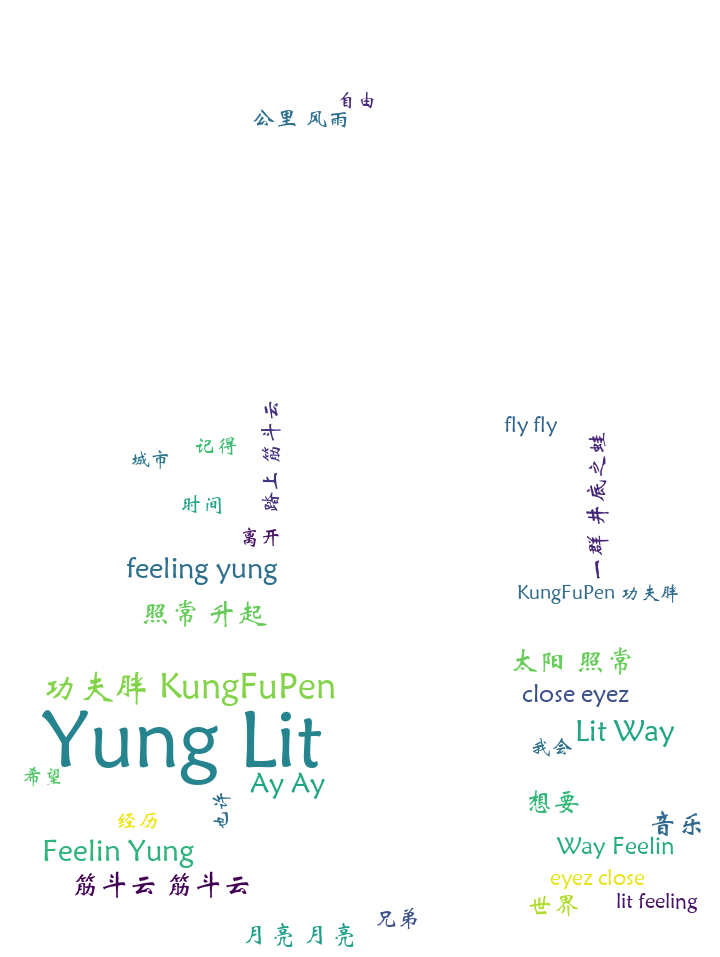 自由
公里 风雨
踏上 筋斗云
fly fly
一群 井底之蛙
记得
城市
时间
离开
feeling yung
KungFuPen 功夫胖
照常 升起
太阳 照常
功夫胖 KungFuPen
close eyez
Yung Lit
Lit Way
我会
希望
Ay Ay
也许
想要
经历
音乐
Feelin Yung
Way Feelin
筋斗云 筋斗云
eyez close
世界
lit feeling
兄弟
月亮 月亮